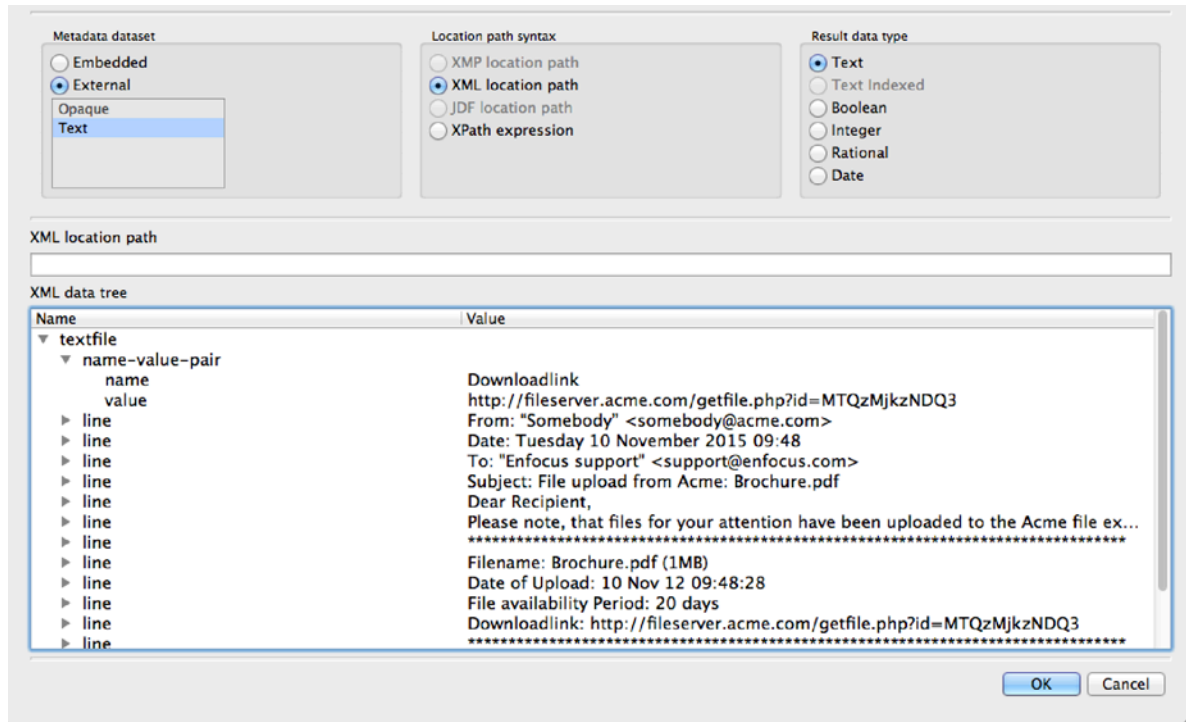 Metadata dataset
Embedded
External
Opaque
Text
Location path syntax
XMP location path
XML location path
JDF location path
XPath expression
Result data type
Text
Text Indexed
Boolean
Integer
Rational
Date
XML location path
XML data tree
Name Value
textfile
name-value-pair
name Downloadlink
value http://fileserver.acme.com/getfile.php?id=MTQzMjkzNDQ3
line From: "Somebody" <somebody@acme.com>
line Date: Tuesday 10 November 2015 09:48
line To: "Enfocus support" <support@enfocus.com>
line Subject: File upload from Acme: Brochure.pdf
line Dear Recipient,
line Please note, that files for your attention have been uploaded to the Acme file ex...
line *********************************************************************************
line Filename: Brochure.pdf (1MB)
line Date of Upload: 10 Nov 12 09:48:28
line File availability Period: 20 days
line Downloadlink: http://fileserver.acme.com/getfile.php?id=MTQzMjkzNDQ3
line *********************************************************************************
OK Cancel